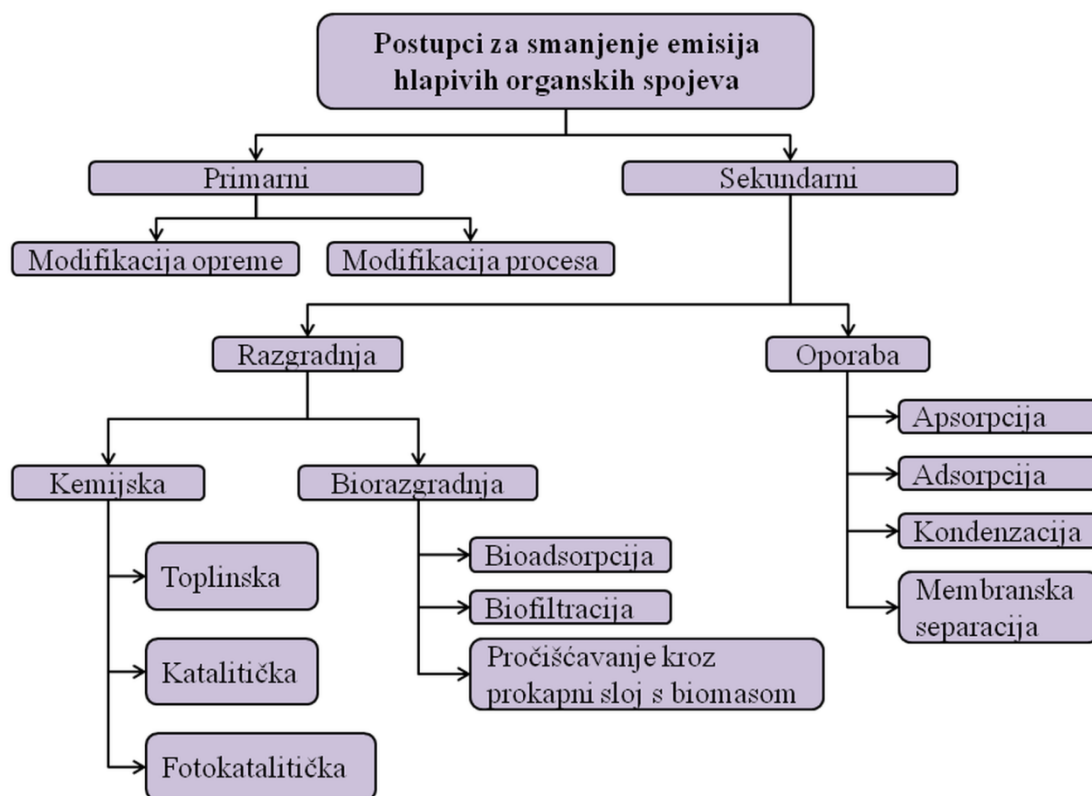 Postupci za smanjenje emisija
hlapivih organskih spojeva
Primarni
Sekundarni
Modifikacija opreme
Modifikacija procesa
Razgradnja
Oporaba
Kemijska
Biorazgradnja
Toplinska
Katalitička
Fotokatalitička
Bioadsorpcija
Biofiltracija
Pročišćavanje kroz
prokapni sloj s biomasom
Apsorpcija
Adsorpcija
Kondenzacija
Membranska
separacija